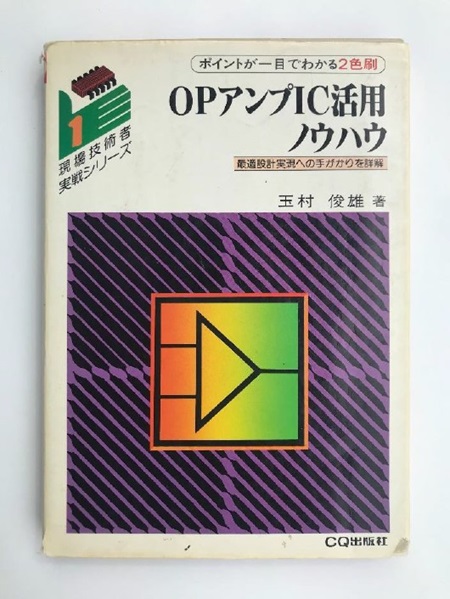 ポイントが一目でわかる2色刷
OPアンプIC活用
ノウハウ
最適設計実現への手がかりを詳解
玉村 俊雄 著
1
現場技術者
実戦シリーズ
CQ出版社